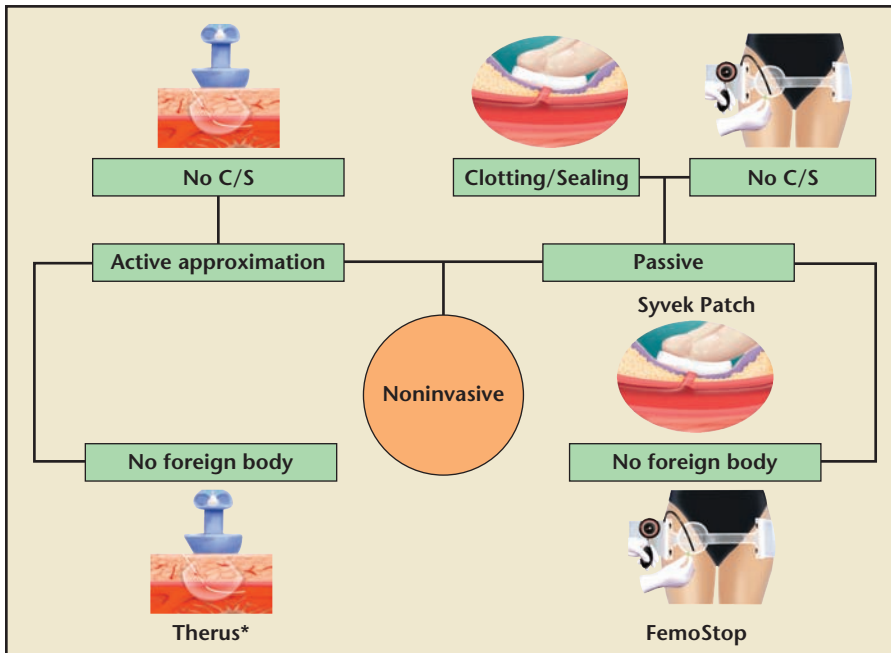 No C/S
Clotting/Sealing
No C/S
Active approximation
Passive
Syvek Patch
Noninvasive
No foreign body
No foreign body
Therus*
FemoStop